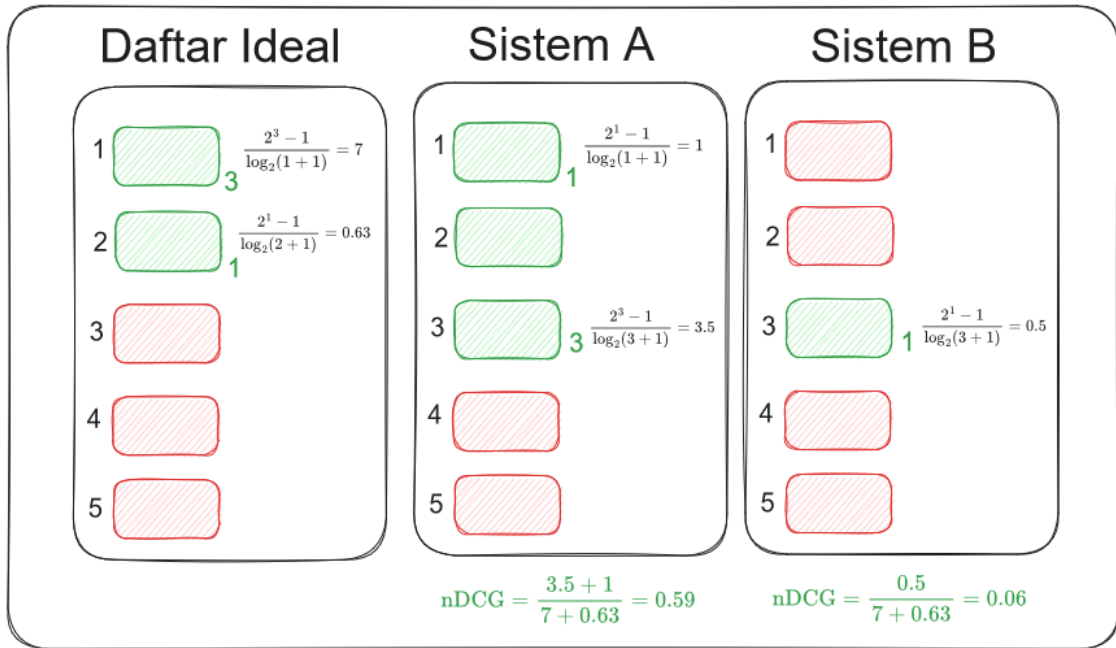 Daftar Ideal
1
2^3 − 1 / log_2(1 + 1) = 7
3
2
2^1 − 1 / log_2(2 + 1) = 0.63
1
3
4
5
Sistem A
1
2^1 − 1 / log_2(1 + 1) = 1
1
2
3
2^3 − 1 / log_2(3 + 1) = 3.5
3
4
5
nDCG = 3.5 + 1 / 7 + 0.63 = 0.59
Sistem B
1
2
3
2^1 − 1 / log_2(3 + 1) = 0.5
1
4
5
nDCG = 0.5 / 7 + 0.63 = 0.06